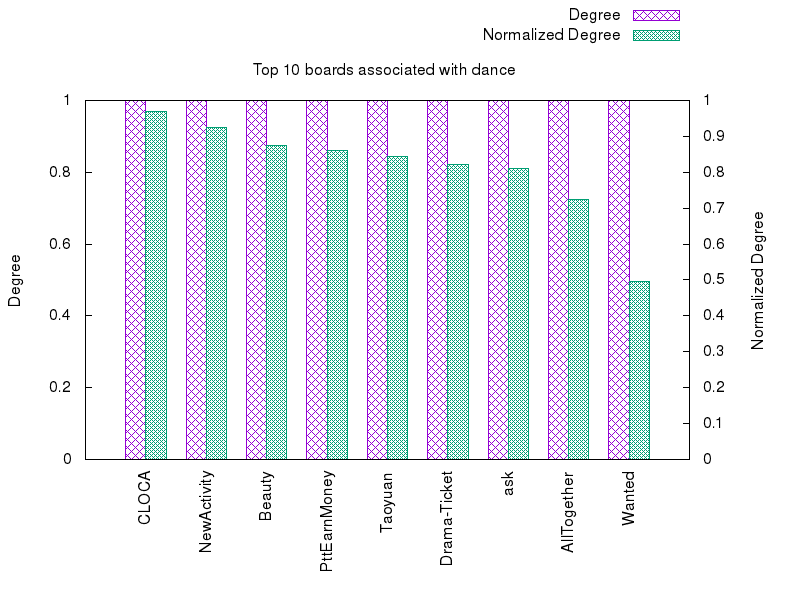 Degree
Normalized Degree
Top 10 boards associated with dance
1
0.8
0.6
0.4
0.2
0
1
0.9
0.8
0.7
0.6
0.5
0.4
0.3
0.2
0.1
0
Degree
Normalized Degree
CLOCA
NewActivity
Beauty
PttEarnMoney
Taoyuan
Drama-Ticket
ask
AllTogether
Wanted